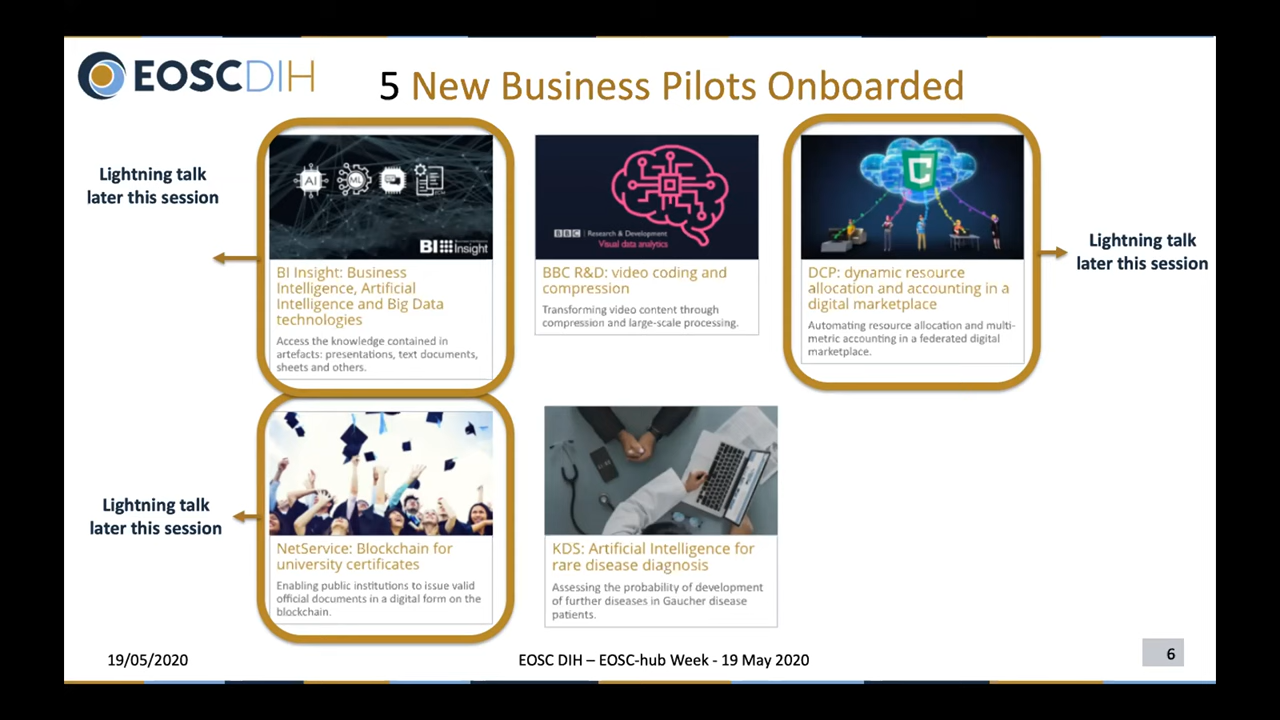 EOSC DIH
5 New Business Pilots Onboarded
Lightning talk
later this session
AI
ML
BI Insight
BI Insight: Business
Intelligence, Artificial
Intelligence and Big Data
technologies
Access the knowledge contained in
artefacts: presentations, text documents,
sheets and others.
BBC | Research & Development
Visual data analytics
BBC R&D: video coding and
compression
Transforming video content through
compression and large-scale processing.
C
DCP: dynamic resource
allocation and accounting in a
digital marketplace
Automating resource allocation and multi-
metric accounting in a federated digital
marketplace.
Lightning talk
later this session
Lightning talk
later this session
NetService: Blockchain for
university certificates
Enabling public institutions to issue valid
official documents in a digital form on the
blockchain.
KDS: Artificial Intelligence for
rare disease diagnosis
Assessing the probability of development
of further diseases in Gaucher disease
patients.
19/05/2020
EOSC DIH – EOSC-hub Week - 19 May 2020
6